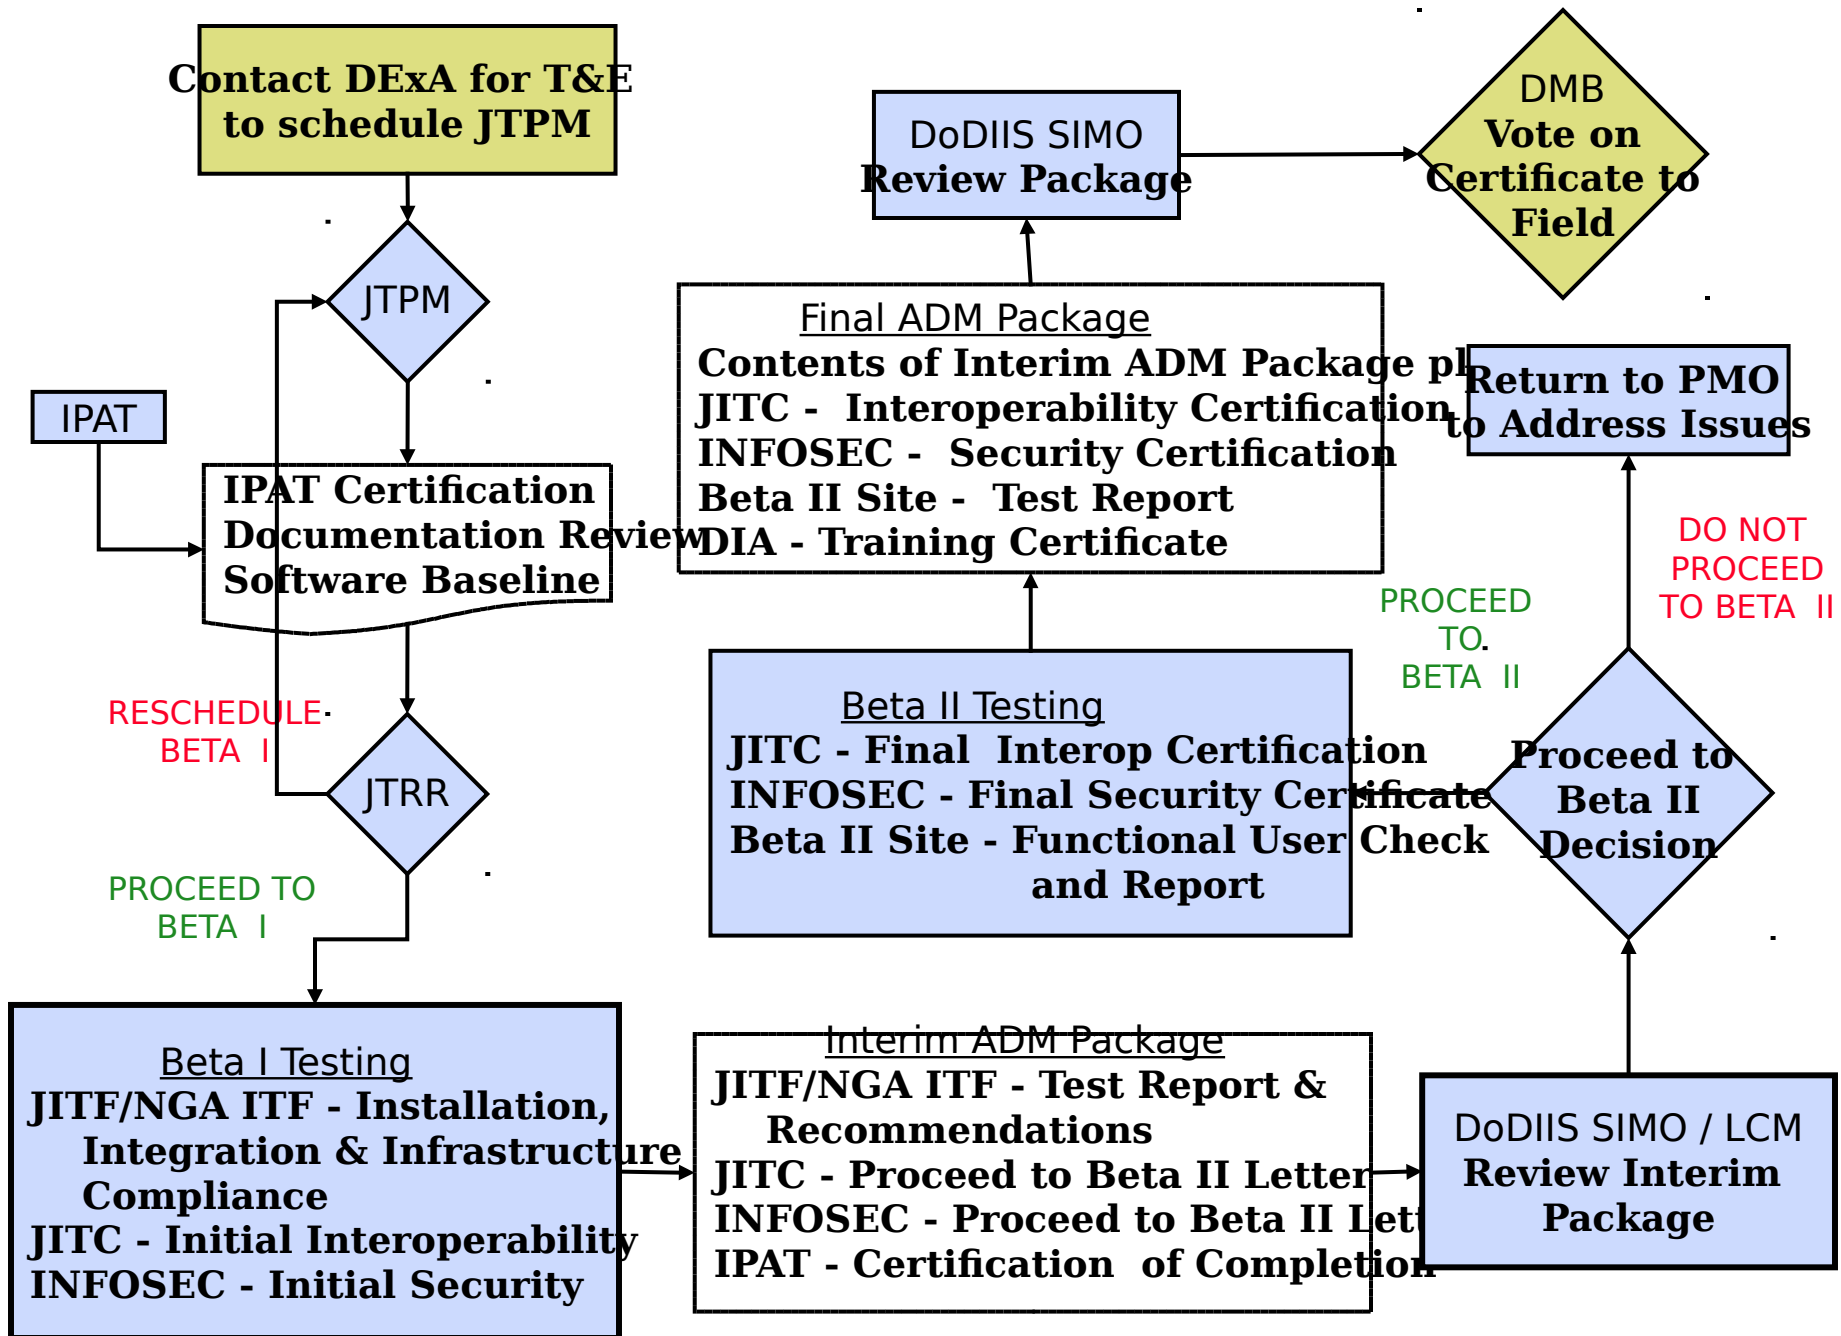 Contact DExA for T&E
to schedule JTPM
JTPM
IPAT
IPAT Certification
Documentation Review
Software Baseline
RESCHEDULE
BETA I
JTRR
PROCEED TO
BETA I
Beta I Testing
JITF/NGA ITF - Installation,
Integration & Infrastructure
Compliance
JITC - Initial Interoperability
INFOSEC - Initial Security
Interim ADM Package
JITF/NGA ITF - Test Report &
Recommendations
JITC - Proceed to Beta II Letter
INFOSEC - Proceed to Beta II
IPAT - Certification of Completion
DoDIIS SIMO / LCM
Review Interim
Package
Proceed to
Beta II
Decision
DO NOT
PROCEED
TO BETA II
Return to PMO
to Address Issues
PROCEED
TO
BETA II
Beta II Testing
JITC - Final Interop Certification
INFOSEC - Final Security Certificate
Beta II Site - Functional User Check
and Report
Final ADM Package
Contents of Interim ADM Package
JITC - Interoperability Certification
INFOSEC - Security Certification
Beta II Site - Test Report
DIA - Training Certificate
DoDIIS SIMO
Review Package
DMB
Vote on
Certificate to
Field